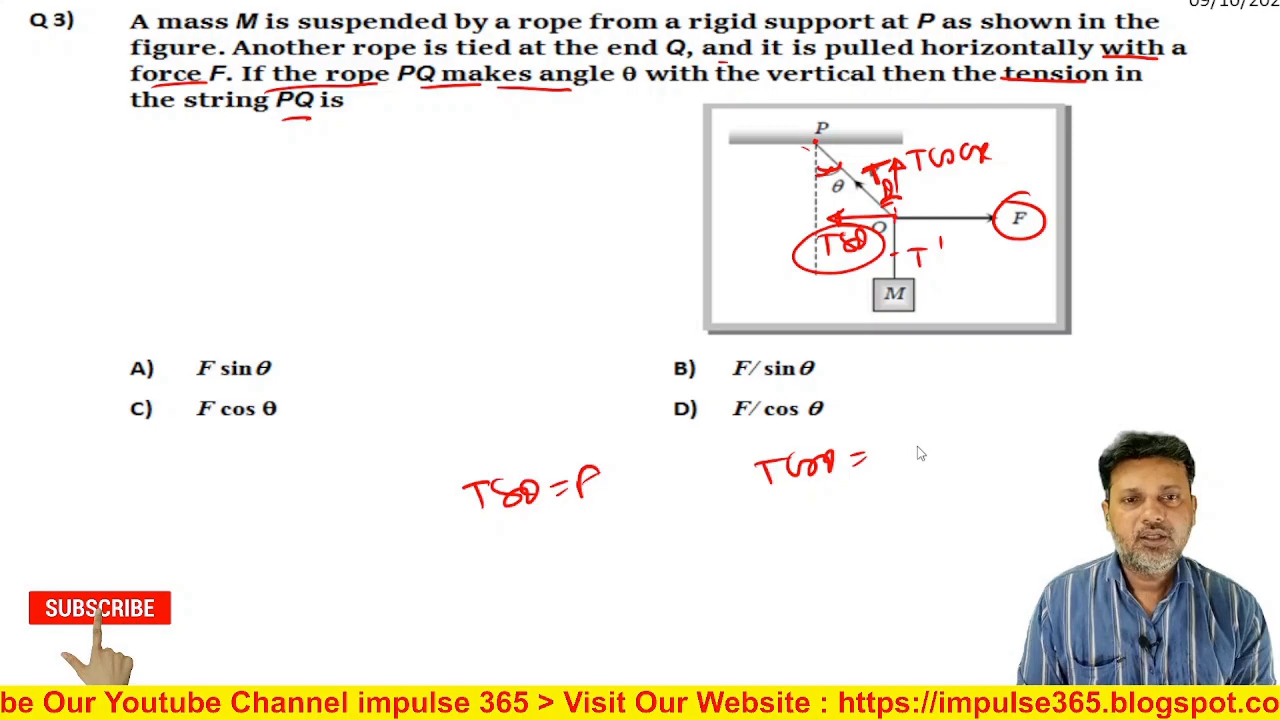 Q 3) A mass M is suspended by a rope from a rigid support at P as shown in the
figure. Another rope is tied at the end Q, and it is pulled horizontally with a
force F. If the rope PQ makes angle θ with the vertical then the tension in
the string PQ is
P
θ
T
Q
F
T'
M
A) F sin θ
B) F/ sin θ
C) F cos θ
D) F/ cos θ
SUBSCRIBE
be Our Youtube Channel impulse 365 > Visit Our Website : https://impulse365.blogspot.co